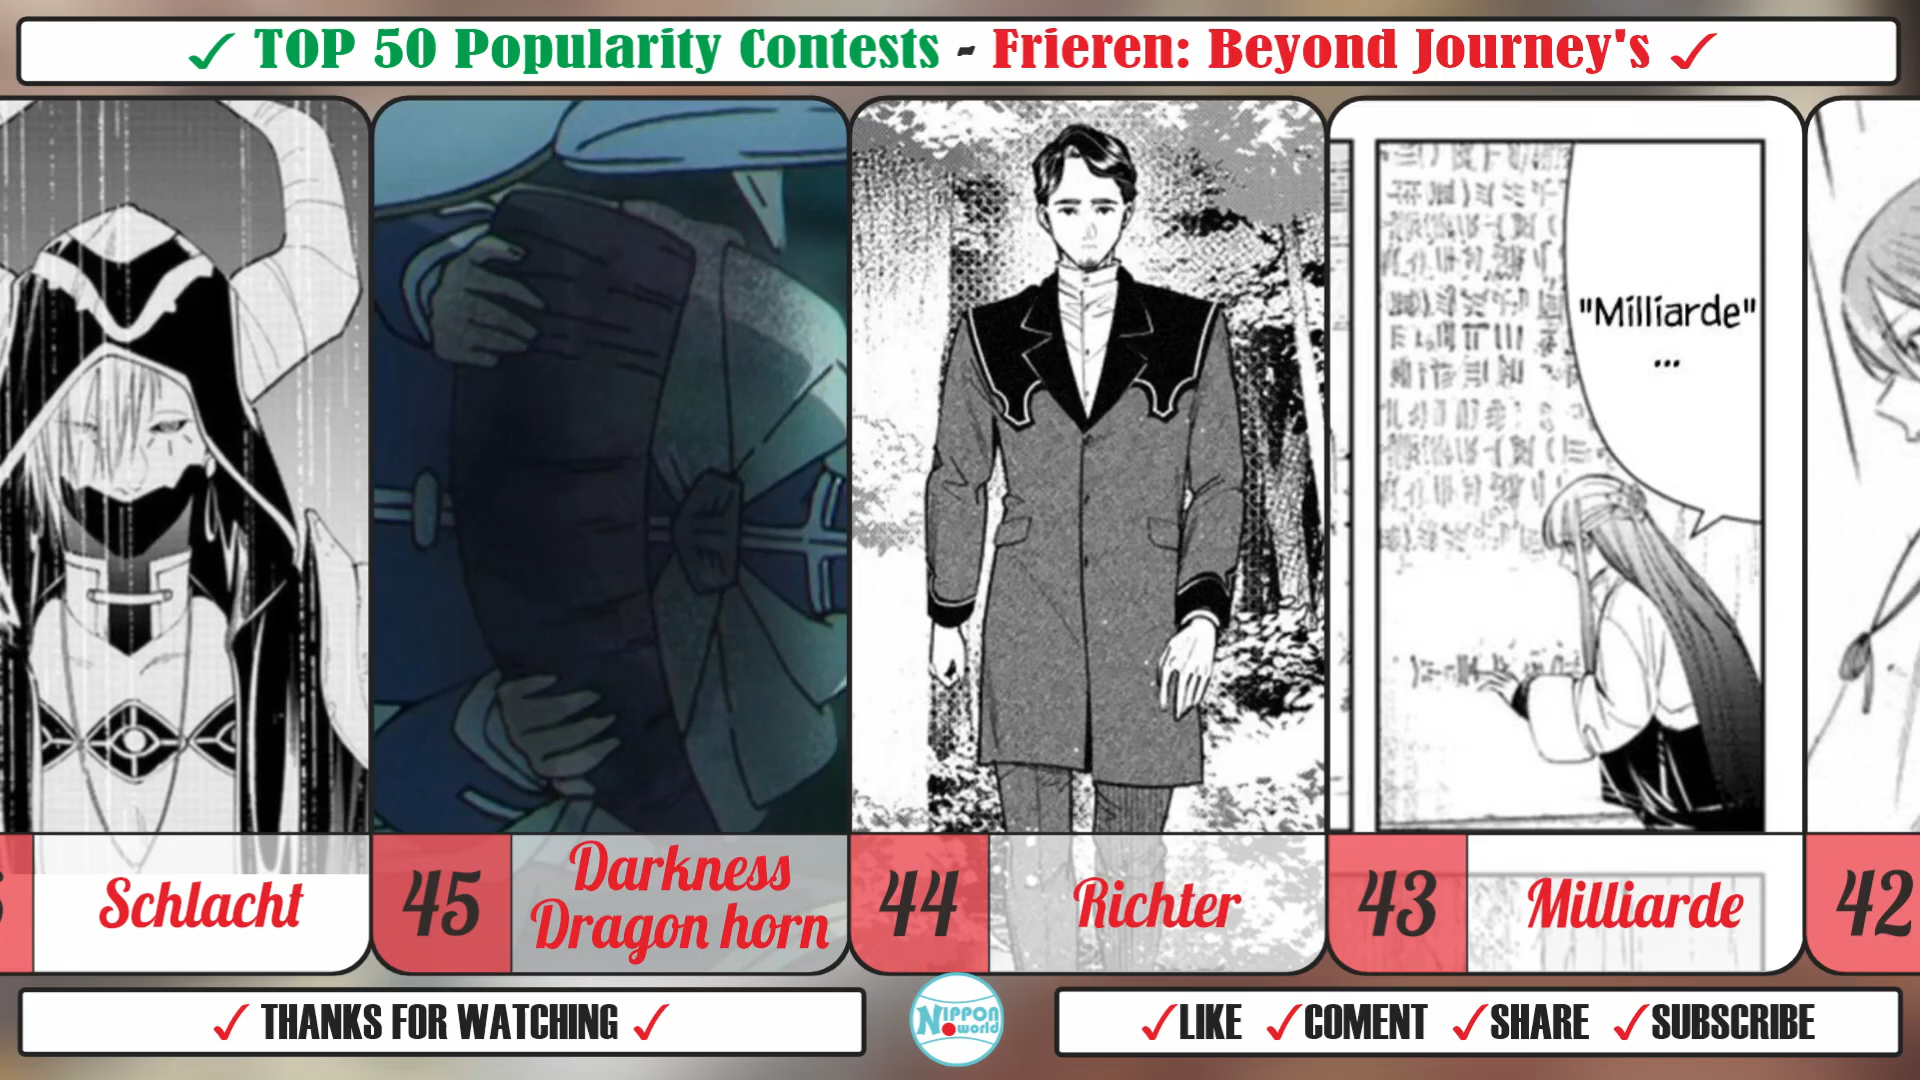 ✓ TOP 50 Popularity Contests - Frieren: Beyond Journey's ✓
"Milliarde"
...
Schlacht
45
Darkness
Dragon horn
44
Richter
43
Milliarde
42
✓ THANKS FOR WATCHING ✓
NIPPON
world
✓LIKE ✓COMENT ✓SHARE ✓SUBSCRIBE